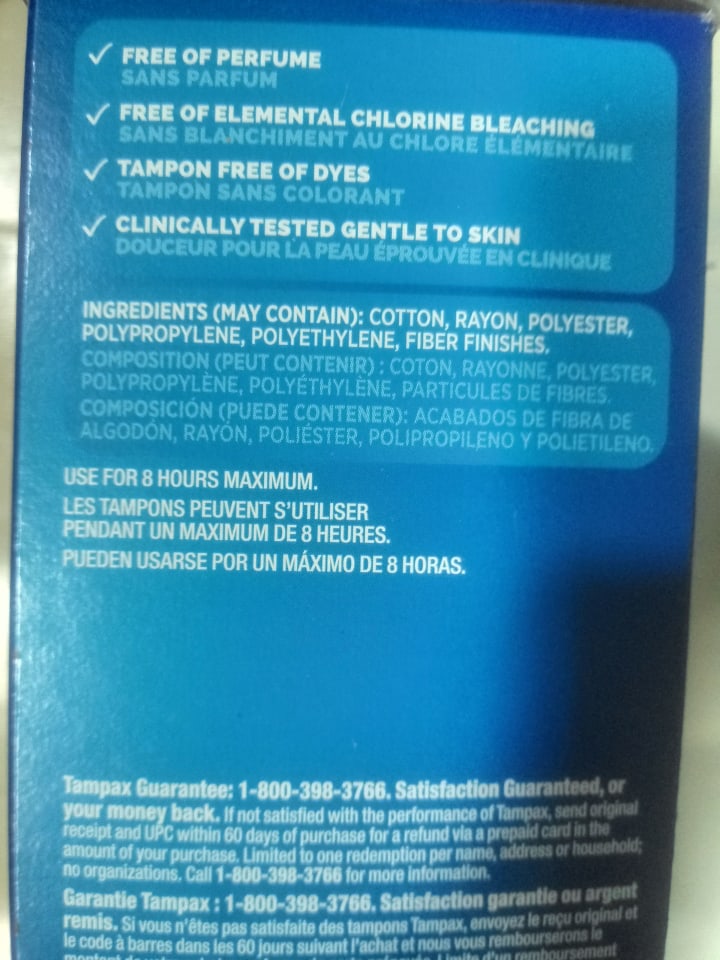 FREE OF PERFUME
SANS PARFUM
FREE OF ELEMENTAL CHLORINE BLEACHING
SANS BLANCHIMENT AU CHLORE ÉLÉMENTAIRE
TAMPON FREE OF DYES
TAMPON SANS COLORANT
CLINICALLY TESTED GENTLE TO SKIN
DOUCEUR POUR LA PEAU ÉPROUVÉE EN CLINIQUE
INGREDIENTS (MAY CONTAIN): COTTON, RAYON, POLYESTER,
POLYPROPYLENE, POLYETHYLENE, FIBER FINISHES.
COMPOSITION (PEUT CONTENIR) : COTON, RAYONNE, POLYESTER,
POLYPROPYLÈNE, POLYÉTHYLÈNE, PARTICULES DE FIBRES.
COMPOSICIÓN (PUEDE CONTENER): ACABADOS DE FIBRA DE
ALGODÓN, RAYÓN, POLIÉSTER, POLIPROPILENO Y POLIETILENO.
USE FOR 8 HOURS MAXIMUM.
LES TAMPONS PEUVENT S'UTILISER
PENDANT UN MAXIMUM DE 8 HEURES.
PUEDEN USARSE POR UN MÁXIMO DE 8 HORAS.
Tampax Guarantee: 1-800-398-3766. Satisfaction Guaranteed, or
your money back. If not satisfied with the performance of Tampax, send original
receipt and UPC within 60 days of purchase for a refund via a prepaid card in the
amount of your purchase. Limited to one redemption per name, address or household;
no organizations. Call 1-800-398-3766 for more information.
Garantie Tampax : 1-800-398-3766. Satisfaction garantie ou argent
remis. Si vous n'êtes pas satisfaite des tampons Tampax, envoyez le reçu original et
le code à barres dans les 60 jours suivant l'achat et nous vous rembourserons le